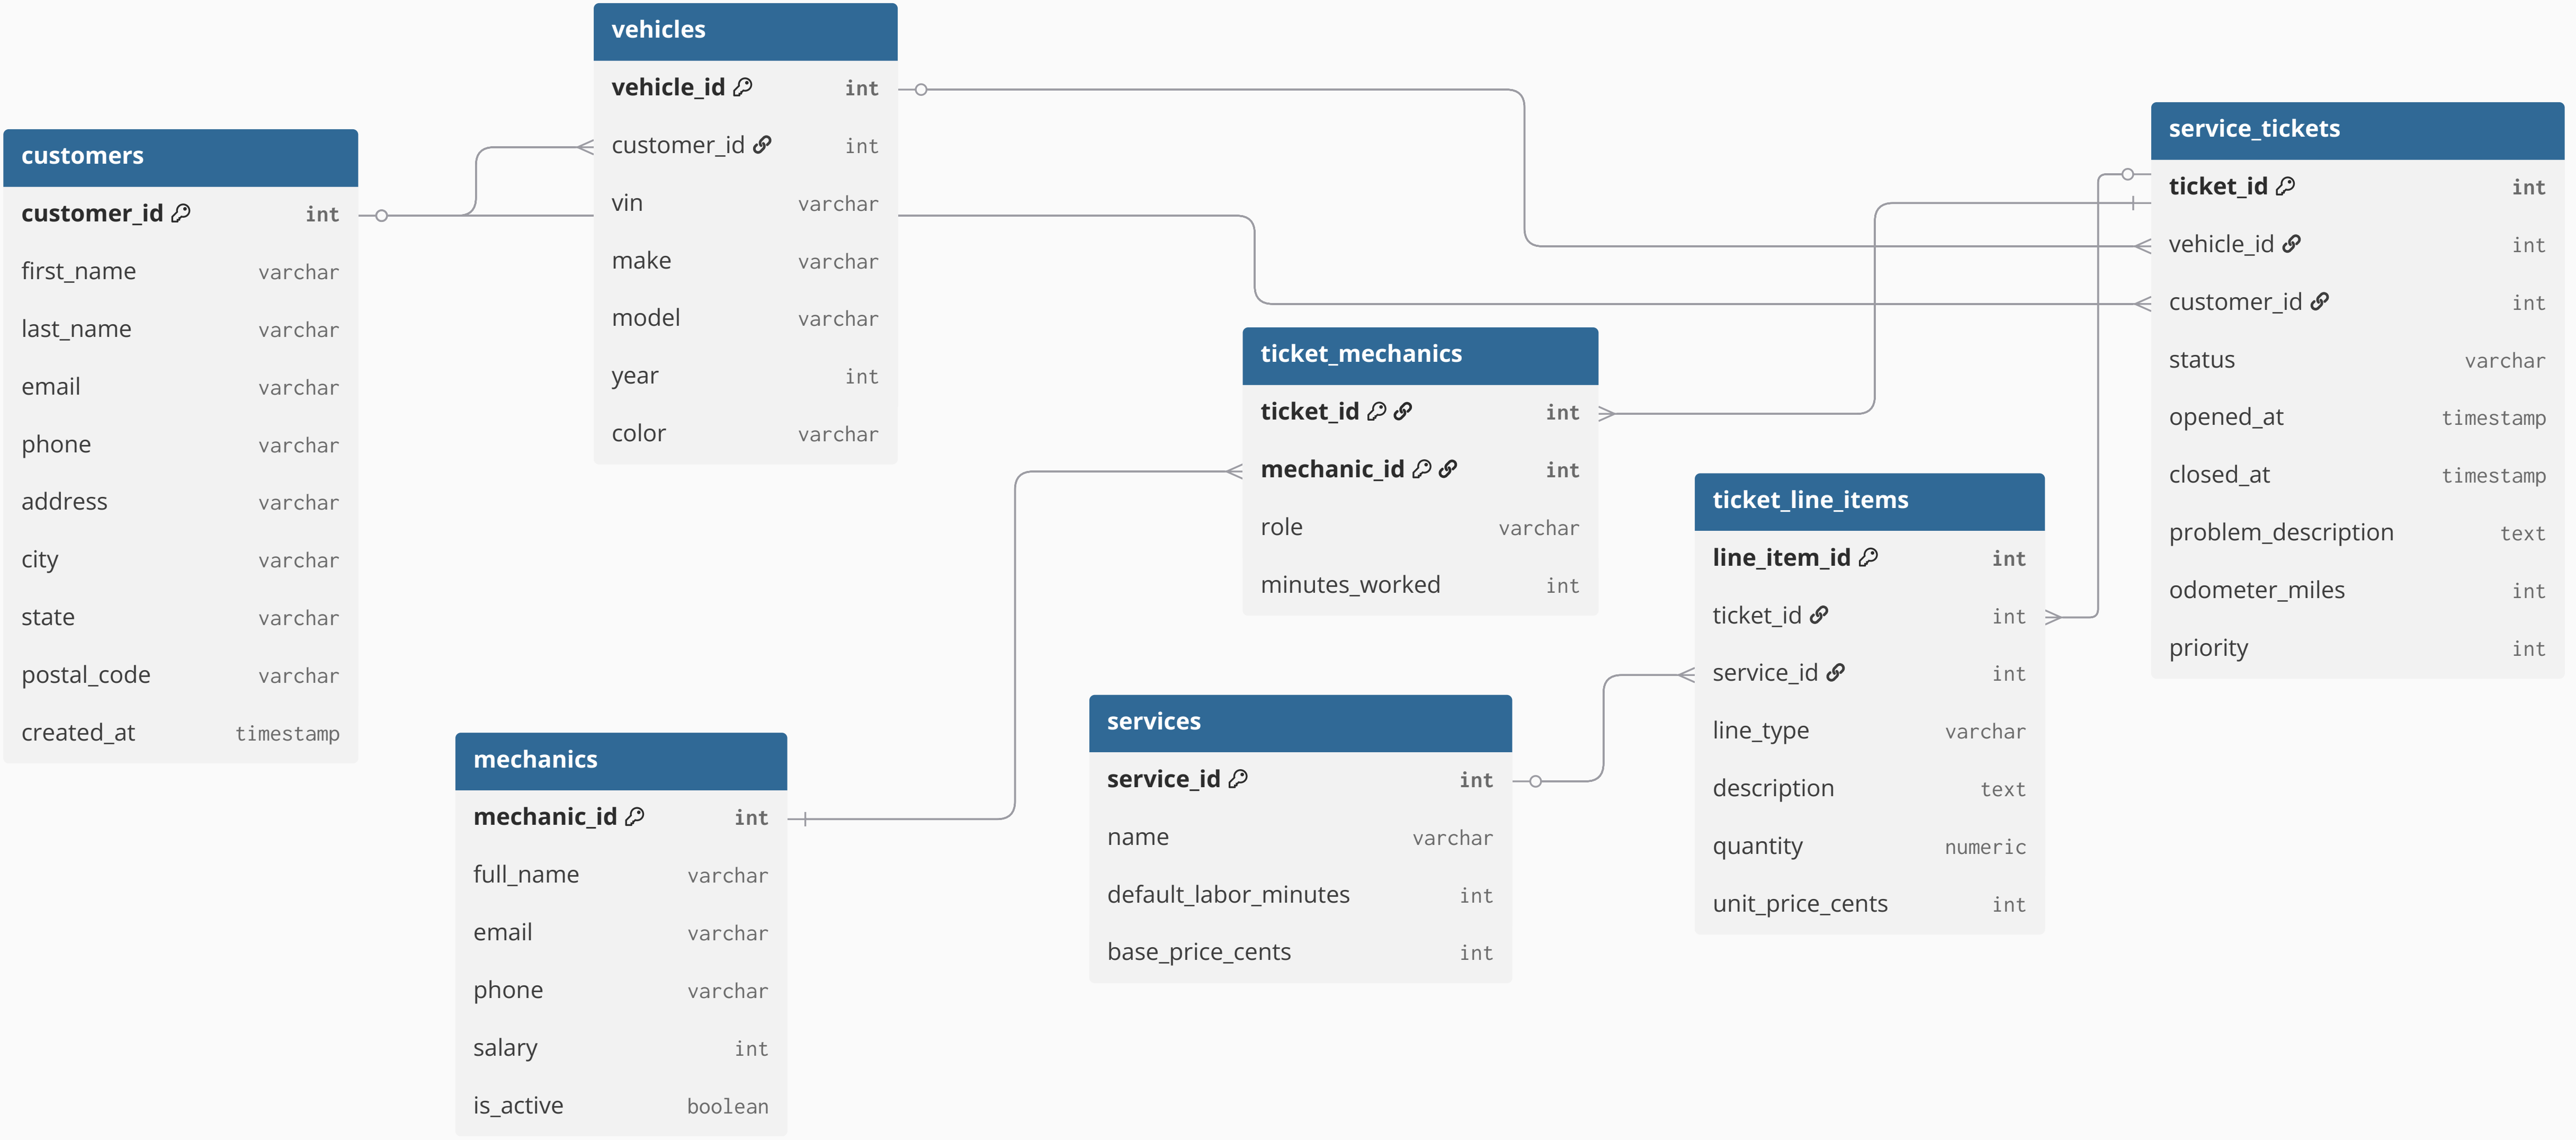 vehicles
vehicle_id int
customer_id int
vin varchar
make varchar
model varchar
year int
color varchar
customers
customer_id int
first_name varchar
last_name varchar
email varchar
phone varchar
address varchar
city varchar
state varchar
postal_code varchar
created_at timestamp
service_tickets
ticket_id int
vehicle_id int
customer_id int
status varchar
opened_at timestamp
closed_at timestamp
problem_description text
odometer_miles int
priority int
ticket_mechanics
ticket_id int
mechanic_id int
role varchar
minutes_worked int
ticket_line_items
line_item_id int
ticket_id int
service_id int
line_type varchar
description text
quantity numeric
unit_price_cents int
services
service_id int
name varchar
default_labor_minutes int
base_price_cents int
mechanics
mechanic_id int
full_name varchar
email varchar
phone varchar
salary int
is_active boolean